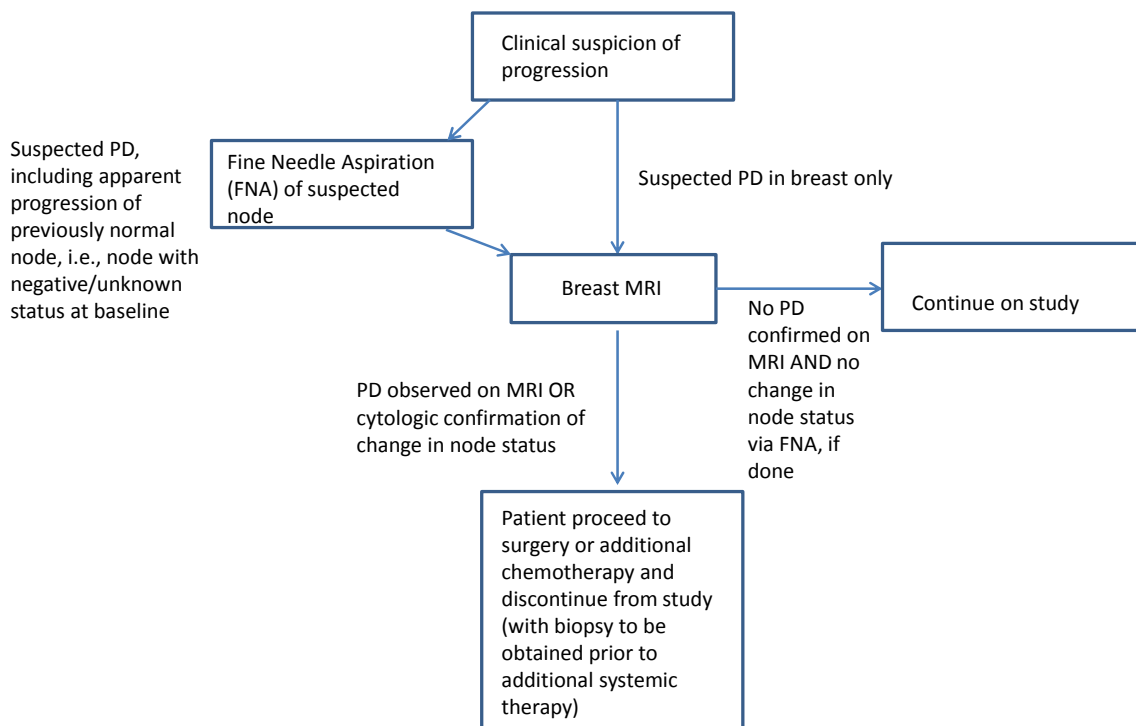 Clinical suspicion of
progression
Suspected PD,
including apparent
progression of
previously normal
node, i.e., node with
negative/unknown
status at baseline
Fine Needle Aspiration
(FNA) of suspected
node
Suspected PD in breast only
Breast MRI
Continue on study
No PD
confirmed on
MRI AND no
change in
node status
via FNA, if
done
PD observed on MRI OR
cytologic confirmation of
change in node status
Patient proceed to
surgery or additional
chemotherapy and
discontinue from study
(with biopsy to be
obtained prior to
additional systemic
therapy)